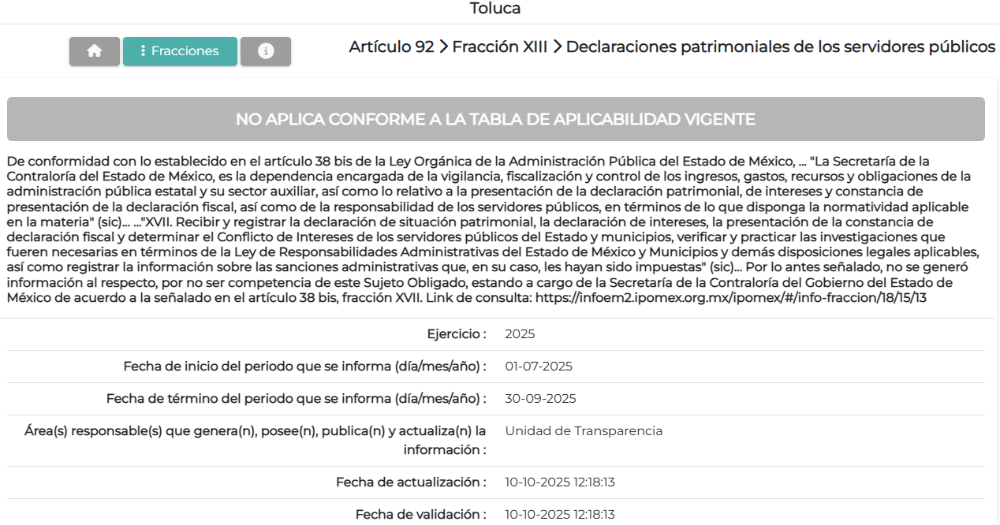 Toluca
Fracciones
Artículo 92 > Fracción XIII > Declaraciones patrimoniales de los servidores públicos
NO APLICA CONFORME A LA TABLA DE APLICABILIDAD VIGENTE
De conformidad con lo establecido en el artículo 38 bis de la Ley Orgánica de la Administración Pública del Estado de México, ... "La Secretaría de la
Contraloría del Estado de México, es la dependencia encargada de la vigilancia, fiscalización y control de los ingresos, gastos, recursos y obligaciones de la
administración pública estatal y su sector auxiliar, así como lo relativo a la presentación de la declaración patrimonial, de intereses y constancia de
presentación de la declaración fiscal, así como de la responsabilidad de los servidores públicos, en términos de lo que disponga la normatividad aplicable
en la materia" (sic)... ..."XVII. Recibir y registrar la declaración de situación patrimonial, la declaración de intereses, la presentación de la constancia de
declaración fiscal y determinar el Conflicto de Intereses de los servidores públicos del Estado y municipios, verificar y practicar las investigaciones que
fueren necesarias en términos de la Ley de Responsabilidades Administrativas del Estado de México y Municipios y demás disposiciones legales aplicables,
así como registrar la información sobre las sanciones administrativas que, en su caso, les hayan sido impuestas" (sic)... Por lo antes señalado, no se generó
información al respecto, por no ser competencia de este Sujeto Obligado, estando a cargo de la Secretaría de la Contraloría del Gobierno del Estado de
México de acuerdo a la señalado en el artículo 38 bis, fracción XVII. Link de consulta: https://infoem2.ipomex.org.mx/ipomex/#/info-fraccion/18/15/13
Ejercicio : 2025
Fecha de inicio del periodo que se informa (día/mes/año) : 01-07-2025
Fecha de término del periodo que se informa (día/mes/año) : 30-09-2025
Área(s) responsable(s) que genera(n), posee(n), publica(n) y actualiza(n) la Unidad de Transparencia
información :
Fecha de actualización : 10-10-2025 12:18:13
Fecha de validación : 10-10-2025 12:18:13